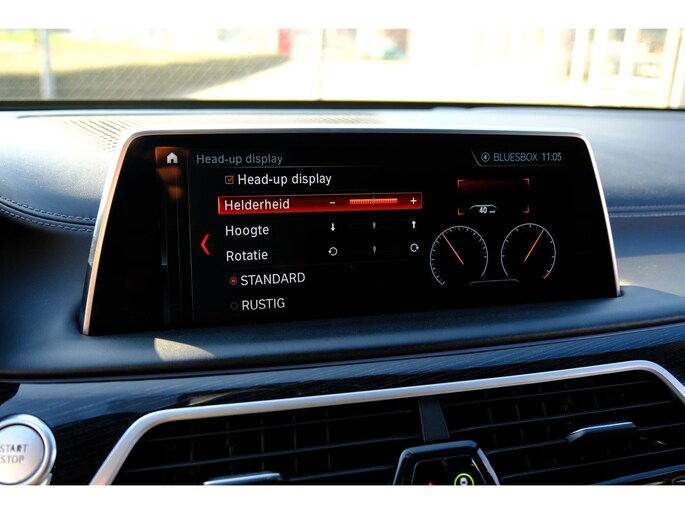 Head-up display
BLUESBOX 11:05
Head-up display
Helderheid - +
Hoogte
Rotatie
STANDARD
RUSTIG
40
START
STOP